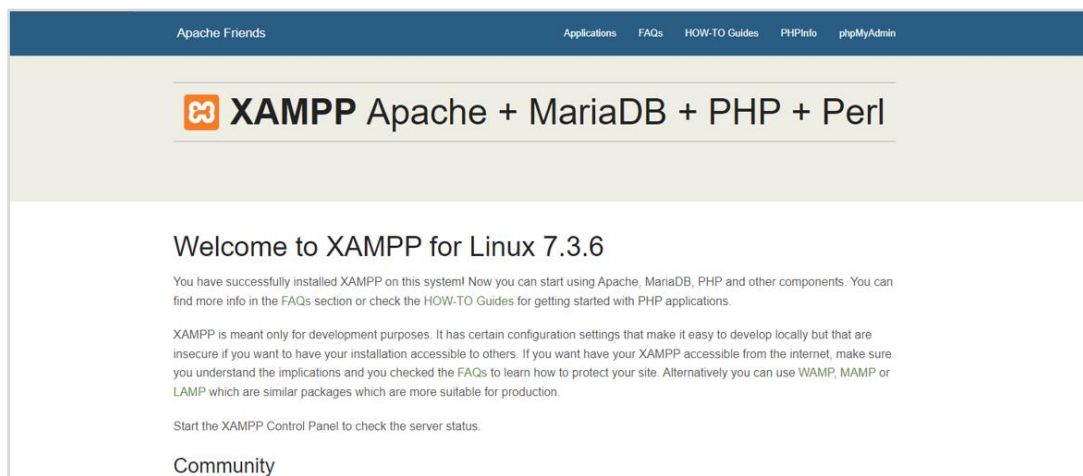 Apache Friends
Applications FAQs HOW-TO Guides PHPInfo phpMyAdmin
XAMPP Apache + MariaDB + PHP + Perl
Welcome to XAMPP for Linux 7.3.6
You have successfully installed XAMPP on this system! Now you can start using Apache, MariaDB, PHP and other components. You can
find more info in the FAQs section or check the HOW-TO Guides for getting started with PHP applications.
XAMPP is meant only for development purposes. It has certain configuration settings that make it easy to develop locally but that are
insecure if you want to have your installation accessible to others. If you want have your XAMPP accessible from the internet, make sure
you understand the implications and you checked the FAQs to learn how to protect your site. Alternatively you can use WAMP, MAMP or
LAMP which are similar packages which are more suitable for production.
Start the XAMPP Control Panel to check the server status.
Community